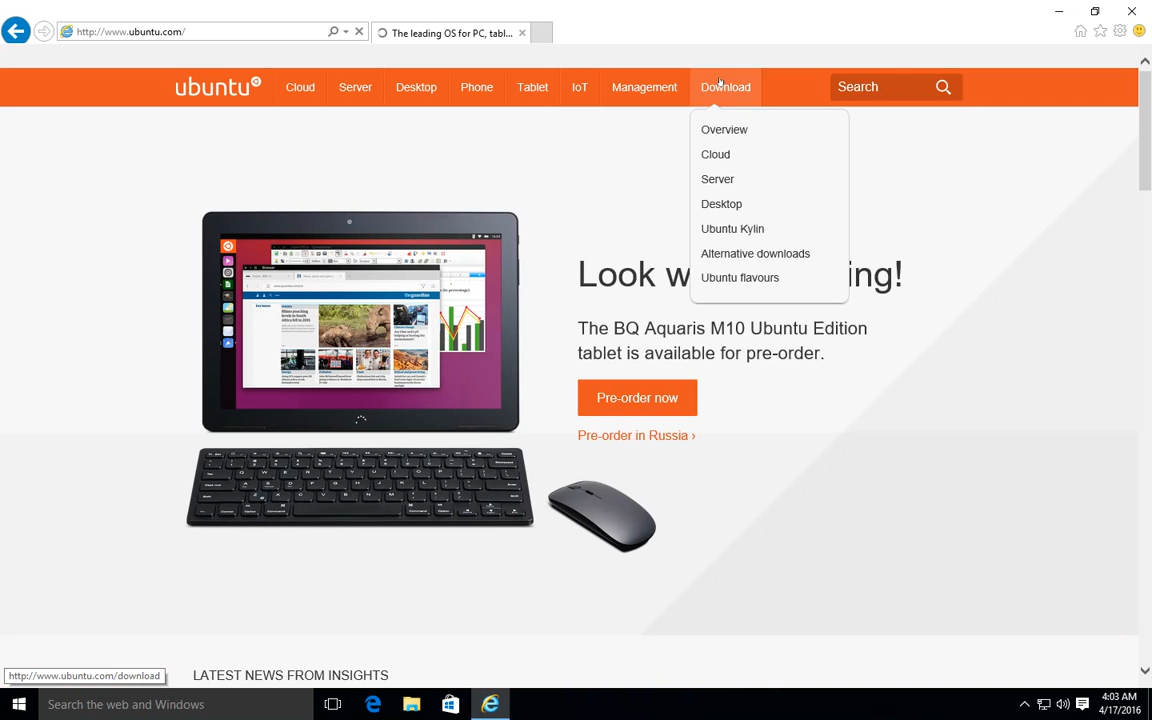 http://www.ubuntu.com/
The leading OS for PC, tabl...
ubuntu
Cloud
Server
Desktop
Phone
Tablet
IoT
Management
Download
Search
Overview
Cloud
Server
Desktop
Ubuntu Kylin
Alternative downloads
Ubuntu flavours
Look w
ing!
The BQ Aquaris M10 Ubuntu Edition
tablet is available for pre-order.
Pre-order now
Pre-order in Russia ›
http://www.ubuntu.com/download
LATEST NEWS FROM INSIGHTS
Search the web and Windows
4:03 AM
4/17/2016